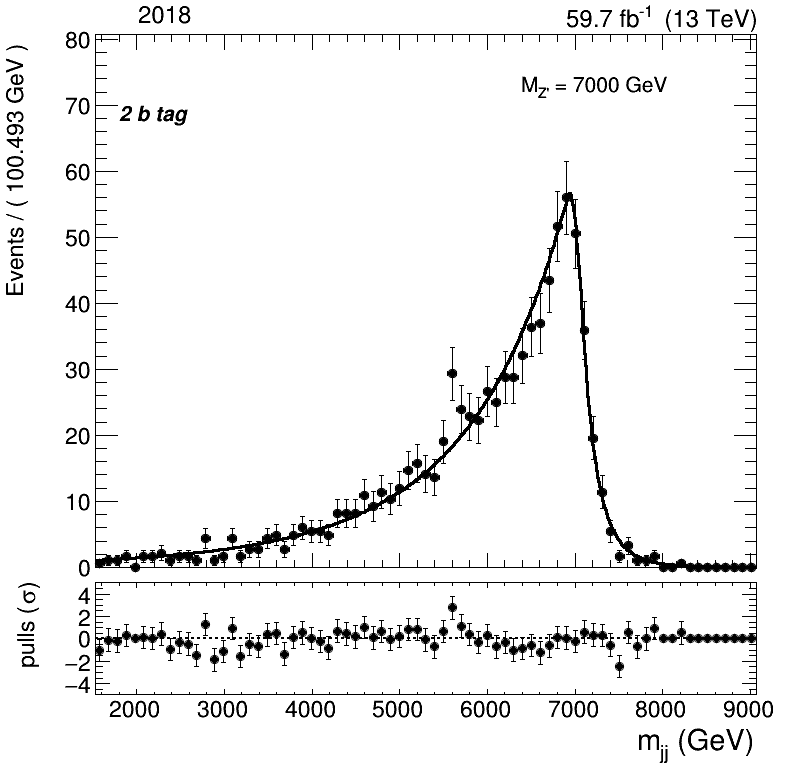 2018 59.7 fb⁻¹ (13 TeV)
Events / ( 100.493 GeV )
80
70
60
50
40
30
20
10
0
2 b tag
M_Z' = 7000 GeV
pulls (σ)
4
2
0
−2
−4
2000 3000 4000 5000 6000 7000 8000 9000
m_jj (GeV)